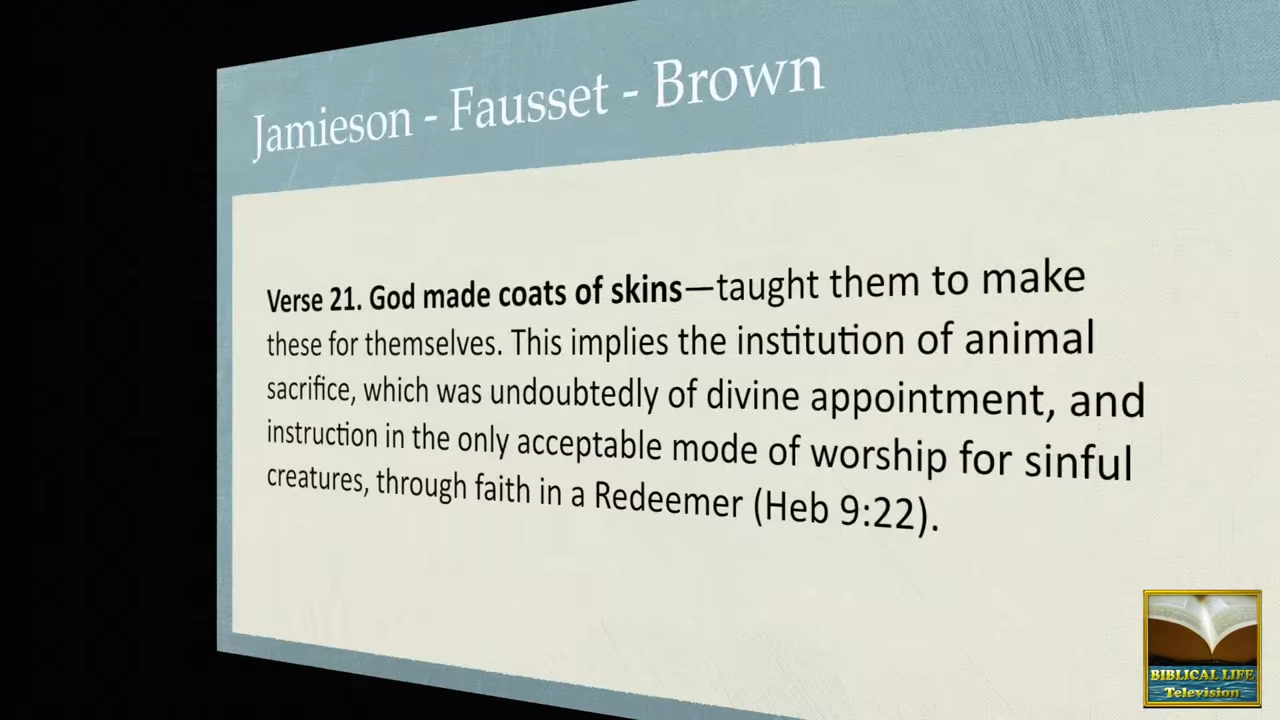 Jamieson - Fausset - Brown
Verse 21. God made coats of skins—taught them to make
these for themselves. This implies the institution of animal
sacrifice, which was undoubtedly of divine appointment, and
instruction in the only acceptable mode of worship for sinful
creatures, through faith in a Redeemer (Heb 9:22).
BIBLICAL LIFE
Television